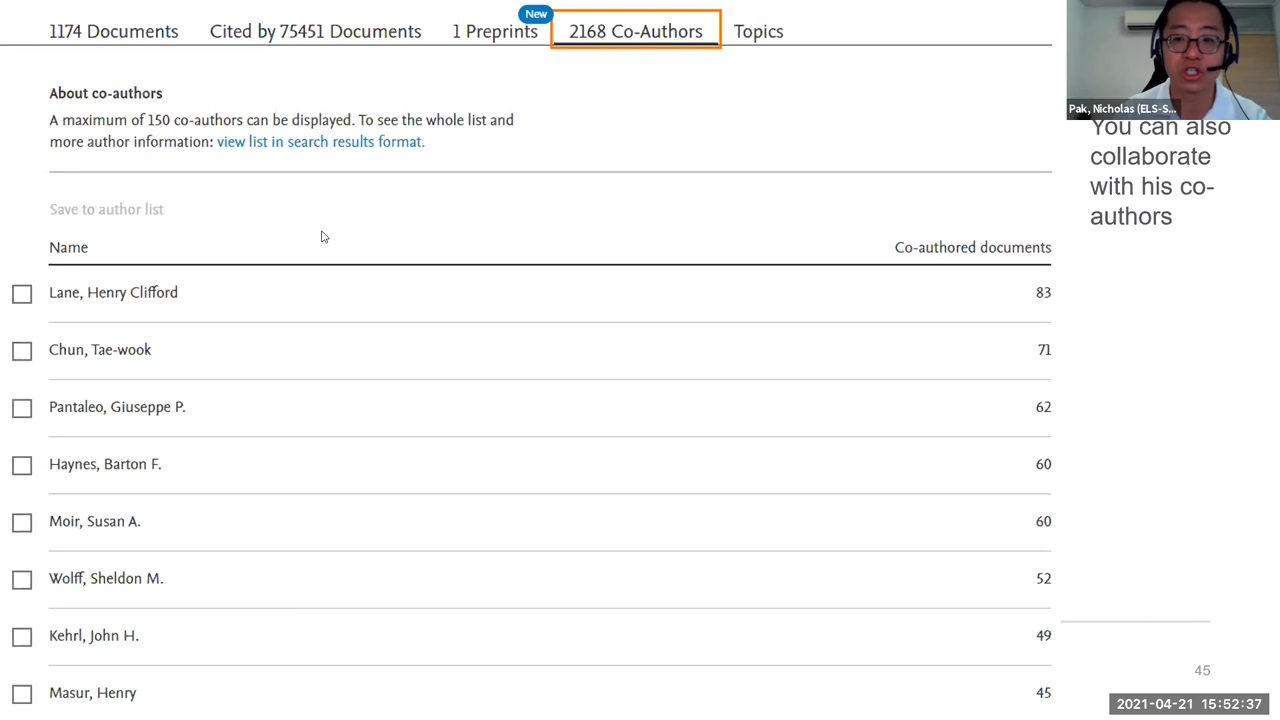 New
1174 Documents Cited by 75451 Documents 1 Preprints 2168 Co-Authors Topics
About co-authors
A maximum of 150 co-authors can be displayed. To see the whole list and
more author information: view list in search results format.
Save to author list
Name Co-authored documents
Lane, Henry Clifford 83
Chun, Tae-wook 71
Pantaleo, Giuseppe P. 62
Haynes, Barton F. 60
Moir, Susan A. 60
Wolff, Sheldon M. 52
Kehrl, John H. 49
Masur, Henry 45
Pak, Nicholas (ELS-S...
You can also
collaborate
with his co-
authors
45
2021-04-21 15:52:37